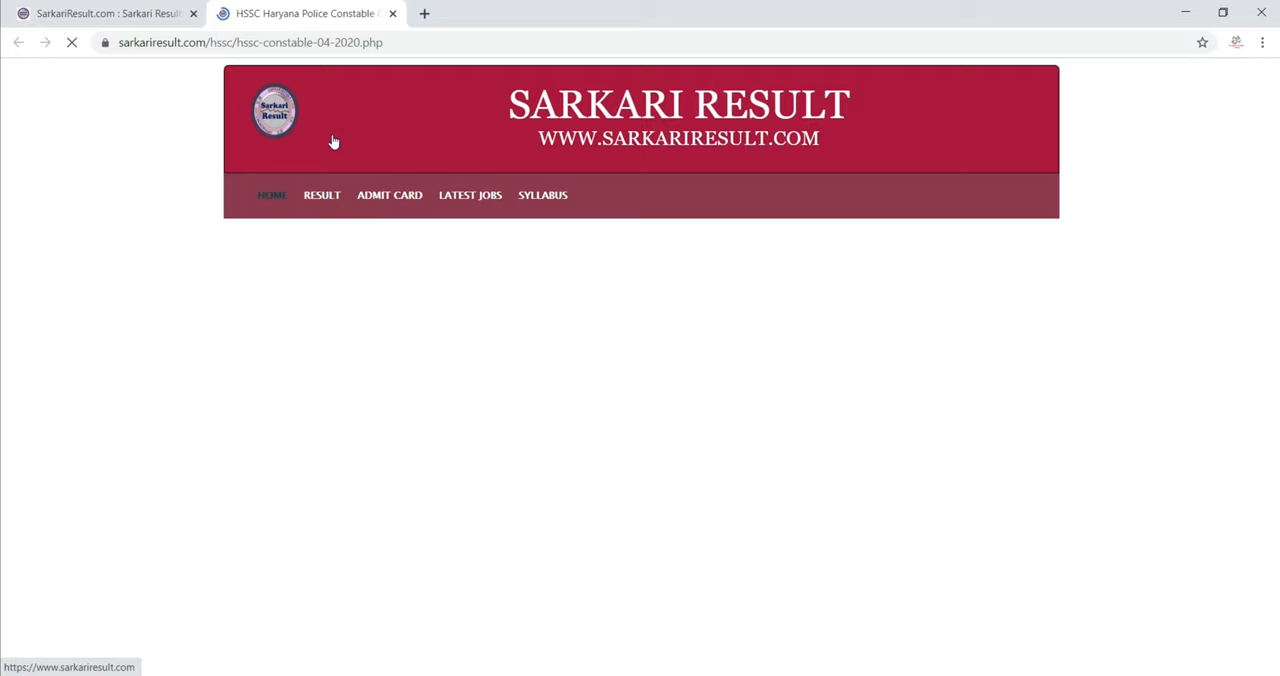 SarkariResult.com : Sarkari Result
HSSC Haryana Police Constable
sarkariresult.com/hssc/hssc-constable-04-2020.php
Sarkari
Result
SARKARI RESULT
WWW.SARKARIRESULT.COM
HOME RESULT ADMIT CARD LATEST JOBS SYLLABUS
https://www.sarkariresult.com